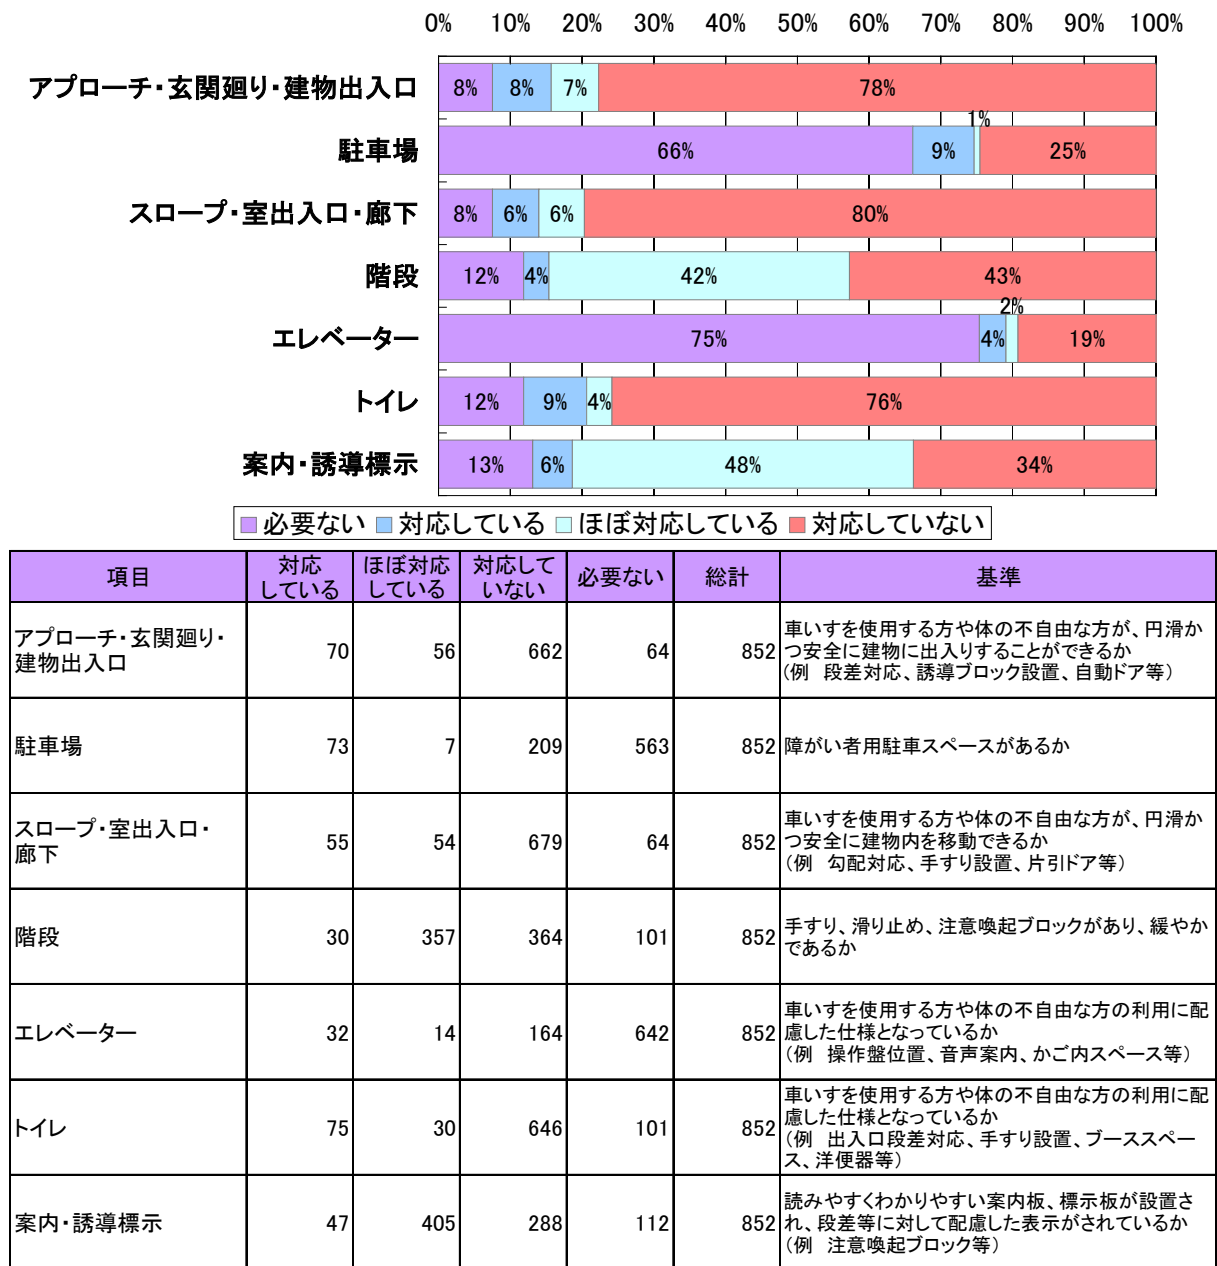 0% 10% 20% 30% 40% 50% 60% 70% 80% 90% 100%
アプローチ・玄関廻り・建物出入口 8% 8% 7% 78%
1%
駐車場 66% 9% 25%
スロープ・室出入口・廊下 8% 6% 6% 80%
階段 12% 4% 42% 43%
2%
エレベーター 75% 4% 19%
トイレ 12% 9% 4% 76%
案内・誘導標示 13% 6% 48% 34%
必要ない 対応している ほぼ対応している 対応していない
項目
対応
している
ほぼ対応
している
対応して
いない
必要ない
総計
基準
アプローチ・玄関廻り・
建物出入口
70 56 662 64 852
車いすを使用する方や体の不自由な方が、円滑か
つ安全に建物に出入りすることができるか
（例　段差対応、誘導ブロック設置、自動ドア等）
駐車場 73 7 209 563 852 障がい者用駐車スペースがあるか
スロープ・室出入口・
廊下
55 54 679 64 852
車いすを使用する方や体の不自由な方が、円滑か
つ安全に建物内を移動できるか
（例　勾配対応、手すり設置、片引ドア等）
階段 30 357 364 101 852
手すり、滑り止め、注意喚起ブロックがあり、緩やか
であるか
エレベーター 32 14 164 642 852
車いすを使用する方や体の不自由な方の利用に配
慮した仕様となっているか
（例　操作盤位置、音声案内、かご内スペース等）
トイレ 75 30 646 101 852
車いすを使用する方や体の不自由な方の利用に配
慮した仕様となっているか
（例　出入口段差対応、手すり設置、ブーススペー
ス、洋便器等）
案内・誘導標示 47 405 288 112 852
読みやすくわかりやすい案内板、標示板が設置さ
れ、段差等に対して配慮した表示がされているか
（例　注意喚起ブロック等）